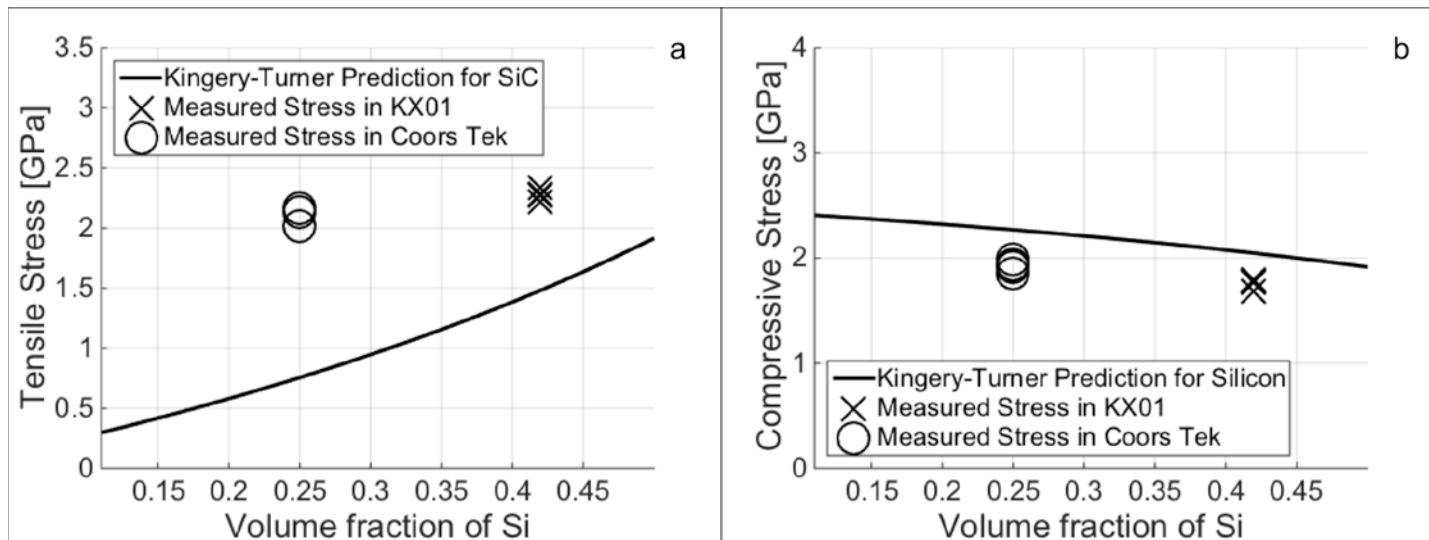 a
3.5
3
2.5
2
1.5
1
0.5
0
Tensile Stress [GPa]
Kingery-Turner Prediction for SiC
Measured Stress in KX01
Measured Stress in Coors Tek
0.15 0.2 0.25 0.3 0.35 0.4 0.45
Volume fraction of Si
b
4
3
2
1
0
Compressive Stress [GPa]
Kingery-Turner Prediction for Silicon
Measured Stress in KX01
Measured Stress in Coors Tek
0.15 0.2 0.25 0.3 0.35 0.4 0.45
Volume fraction of Si